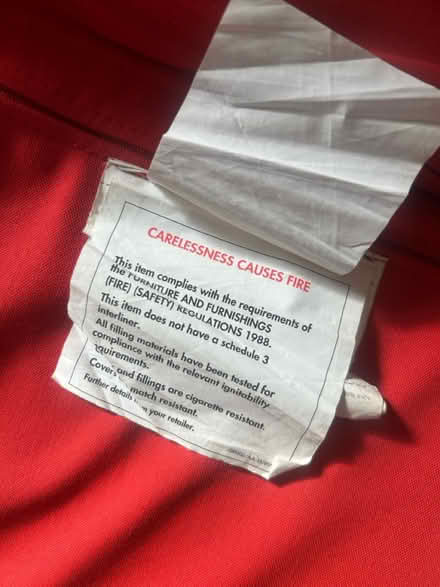 CARELESSNESS CAUSES FIRE
This item complies with the requirements of
the FURNITURE AND FURNISHINGS
(FIRE) (SAFETY) REGULATIONS 1988.
This item does not have a schedule 3
interliner.
All filling materials have been tested for
compliance with the relevant ignitability
requirements.
Cover and fillings are cigarette resistant.
match resistant.
Further details your retailer.